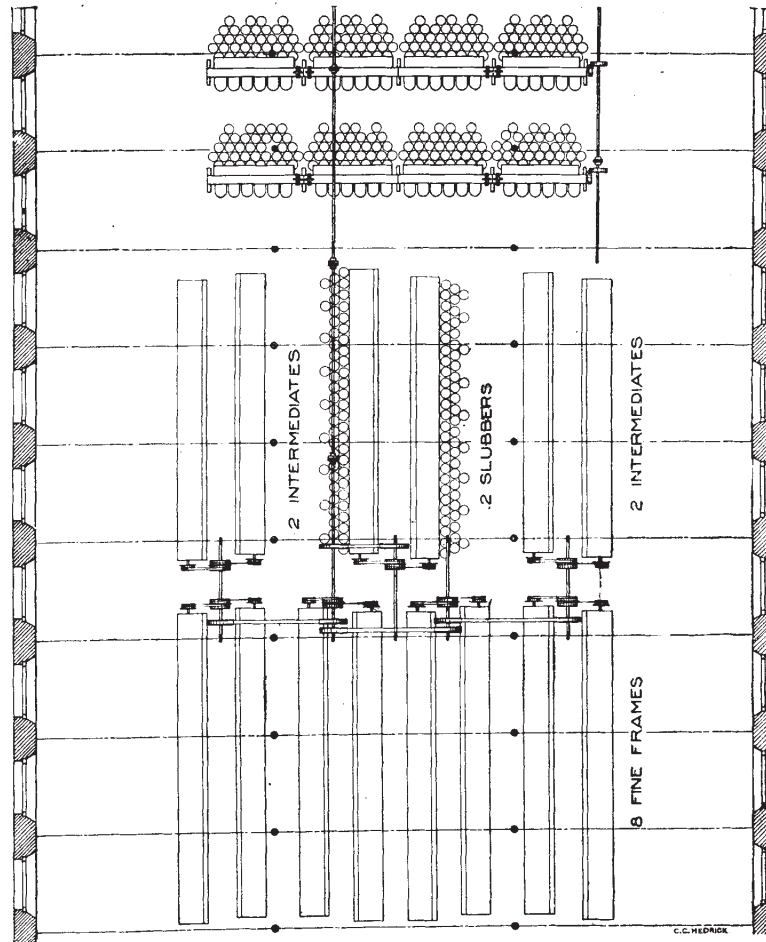 2 INTERMEDIATES
2 SLUBBERS
2 INTERMEDIATES
8 FINE FRAMES
C.C. HEDRICK